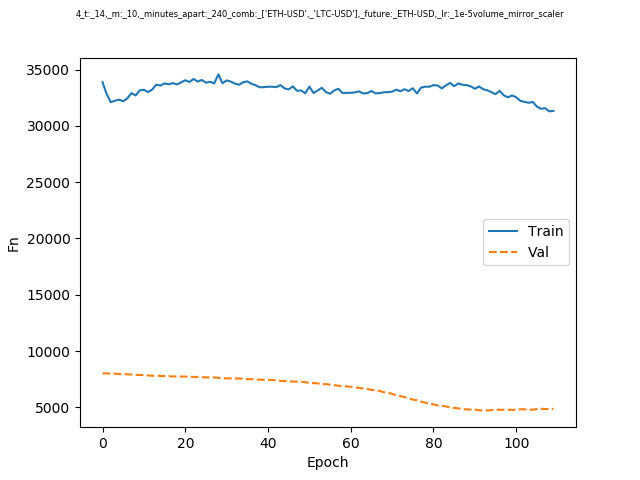 4_t:_14,_m:_10,_minutes_apart:_240_comb:_['ETH-USD',_'LTC-USD'],_future:_ETH-USD,_lr:_1e-5volume_mirror_scaler
35000
30000
25000
20000
15000
10000
5000
Fn
Train
Val
0
20
40
60
80
100
Epoch